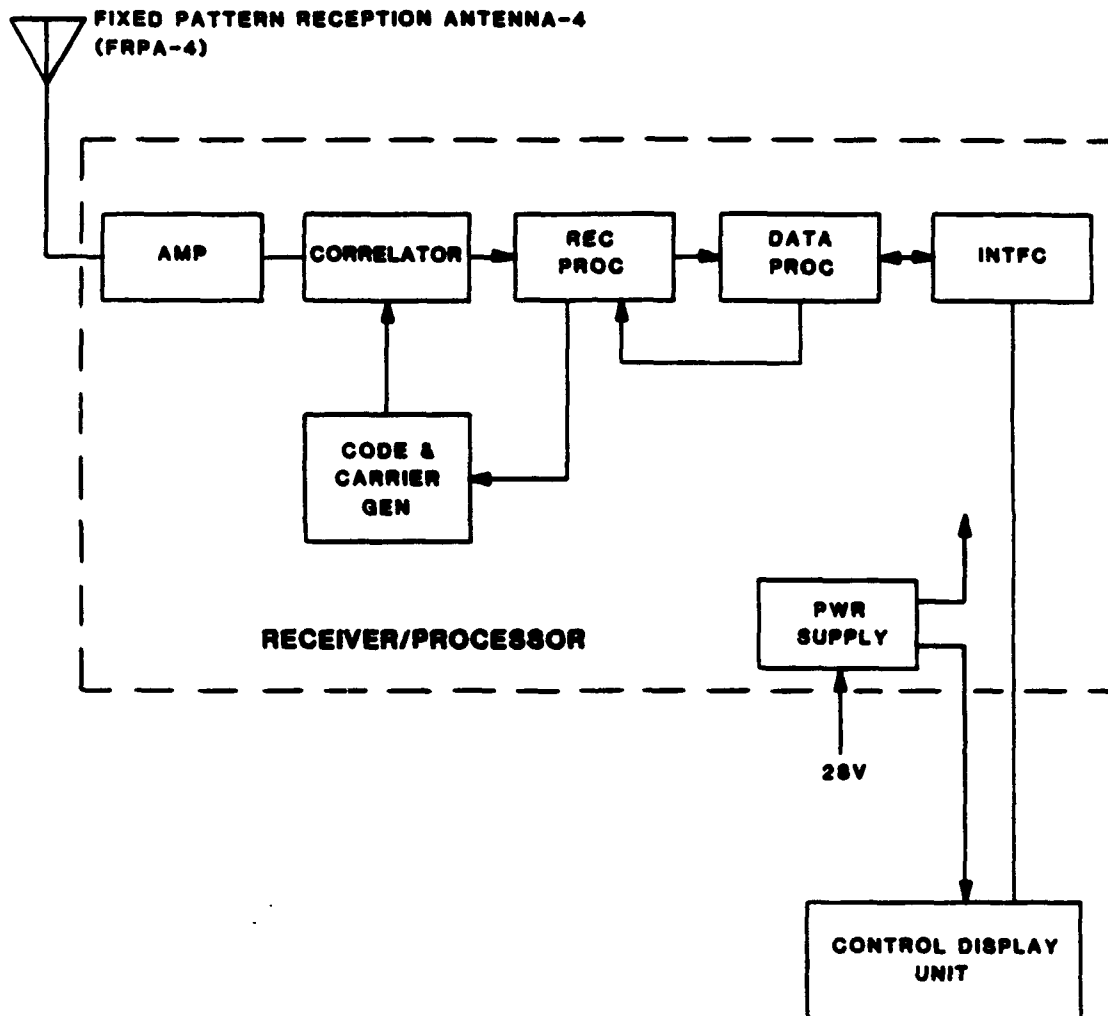 FIXED PATTERN RECEPTION ANTENNA-4
(FRPA-4)
AMP
CORRELATOR
REC
PROC
DATA
PROC
INTFC
CODE &
CARRIER
GEN
PWR
SUPPLY
RECEIVER/PROCESSOR
28V
CONTROL DISPLAY
UNIT